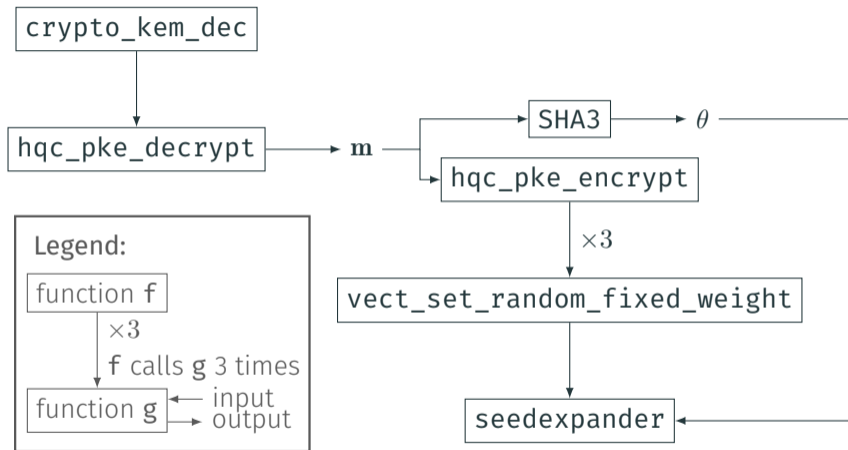 crypto_kem_dec
hqc_pke_decrypt
m
SHA3
θ
hqc_pke_encrypt
×3
vect_set_random_fixed_weight
seedexpander
Legend:
function f
×3
f calls g 3 times
function g
input
output